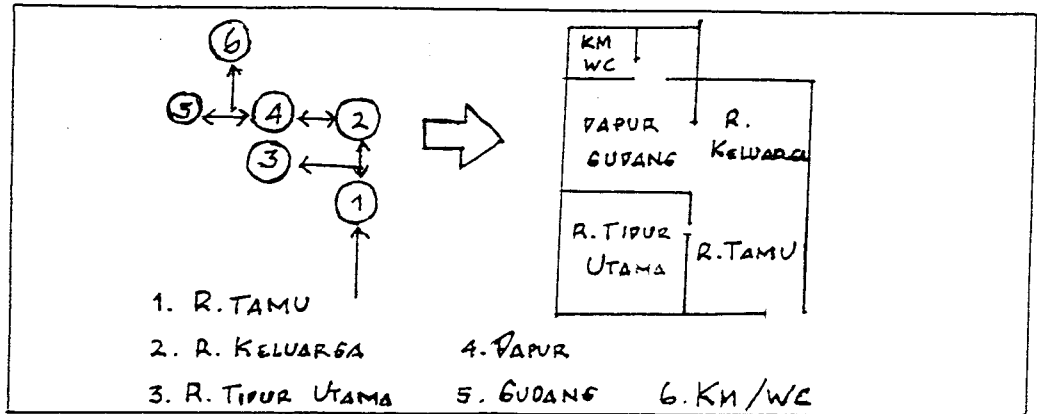 6
5
4
2
3
1
KM
WC
DAPUR
GUDANG
R.
KELUARGA
R. TIDUR
UTAMA
R. TAMU
1. R. TAMU
2. R. KELUARGA
4. DAPUR
3. R. TIDUR UTAMA
5. GUDANG
6. KM/WC